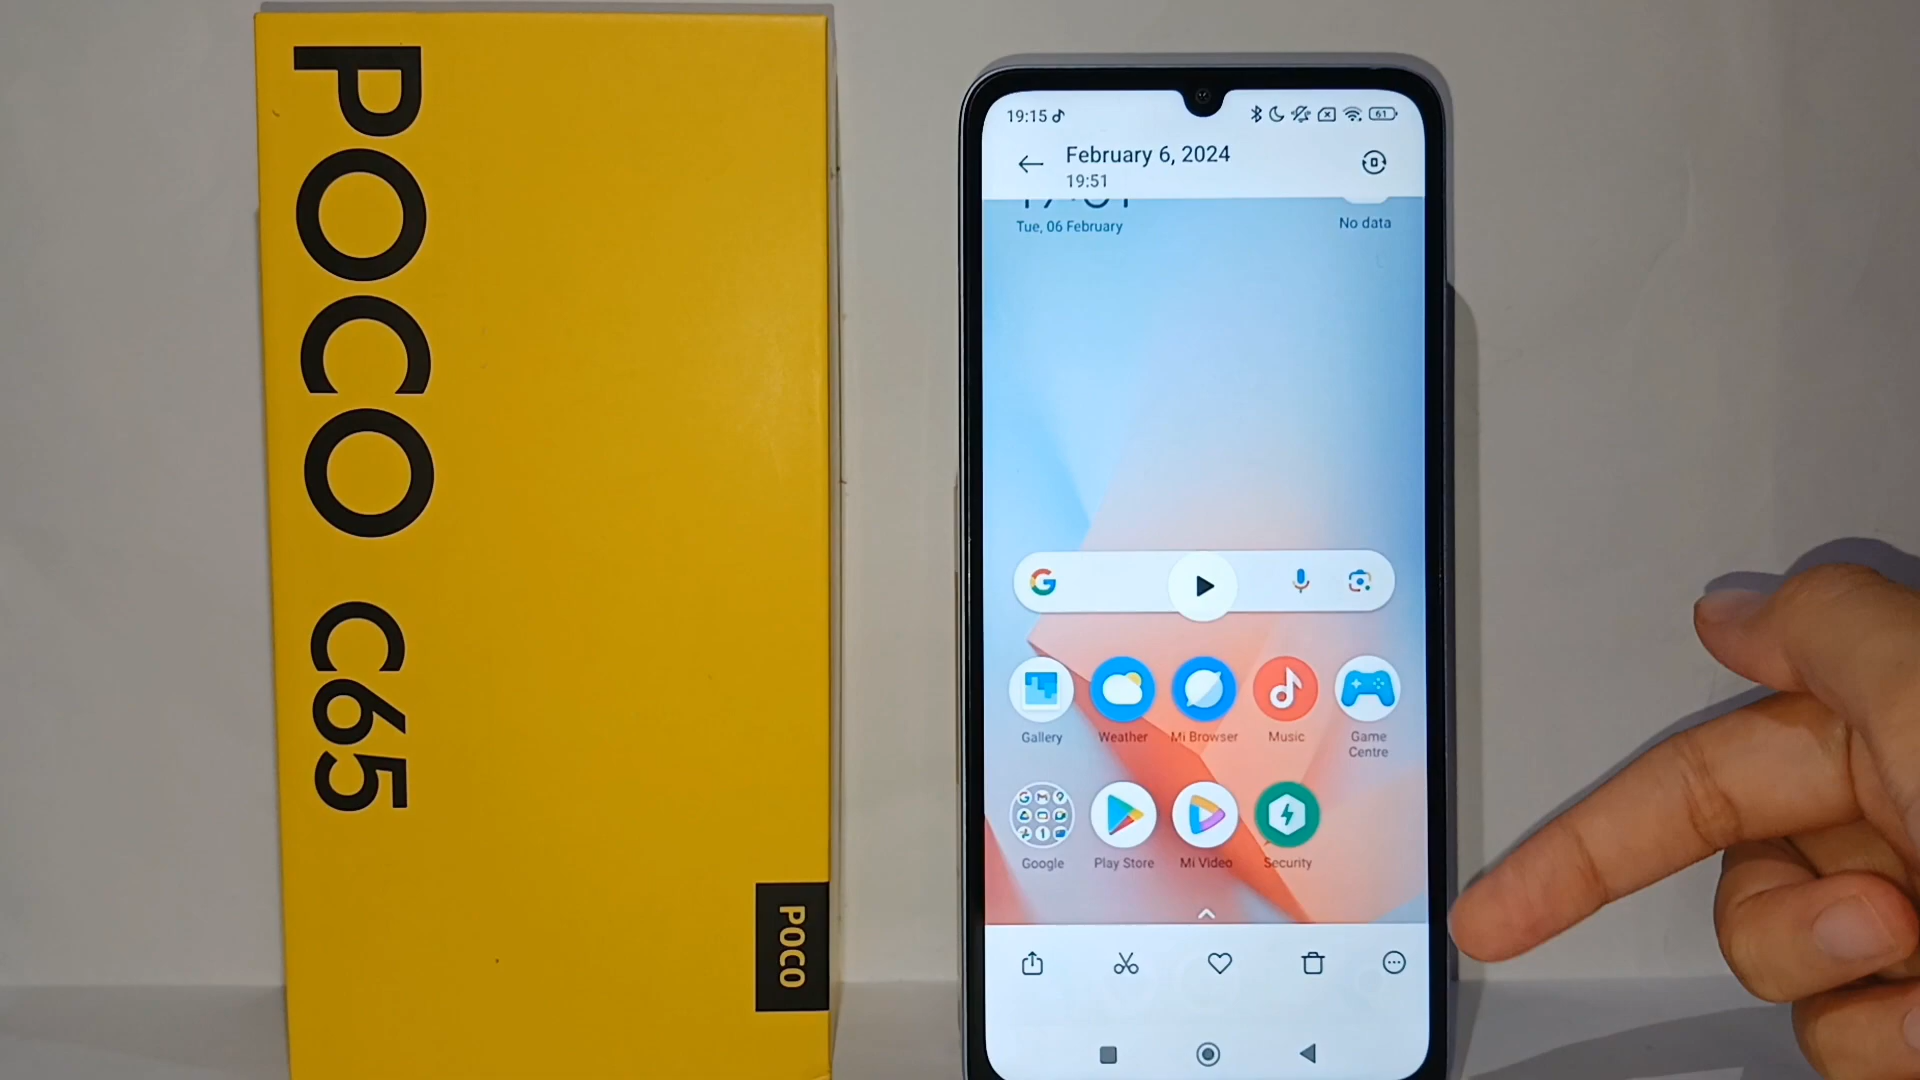 POCO C65
POCO
19:15
61
February 6, 2024
19:51
Tue, 06 February
No data
Gallery
Weather
Mi Browser
Music
Game
Centre
Google
Play Store
Mi Video
Security